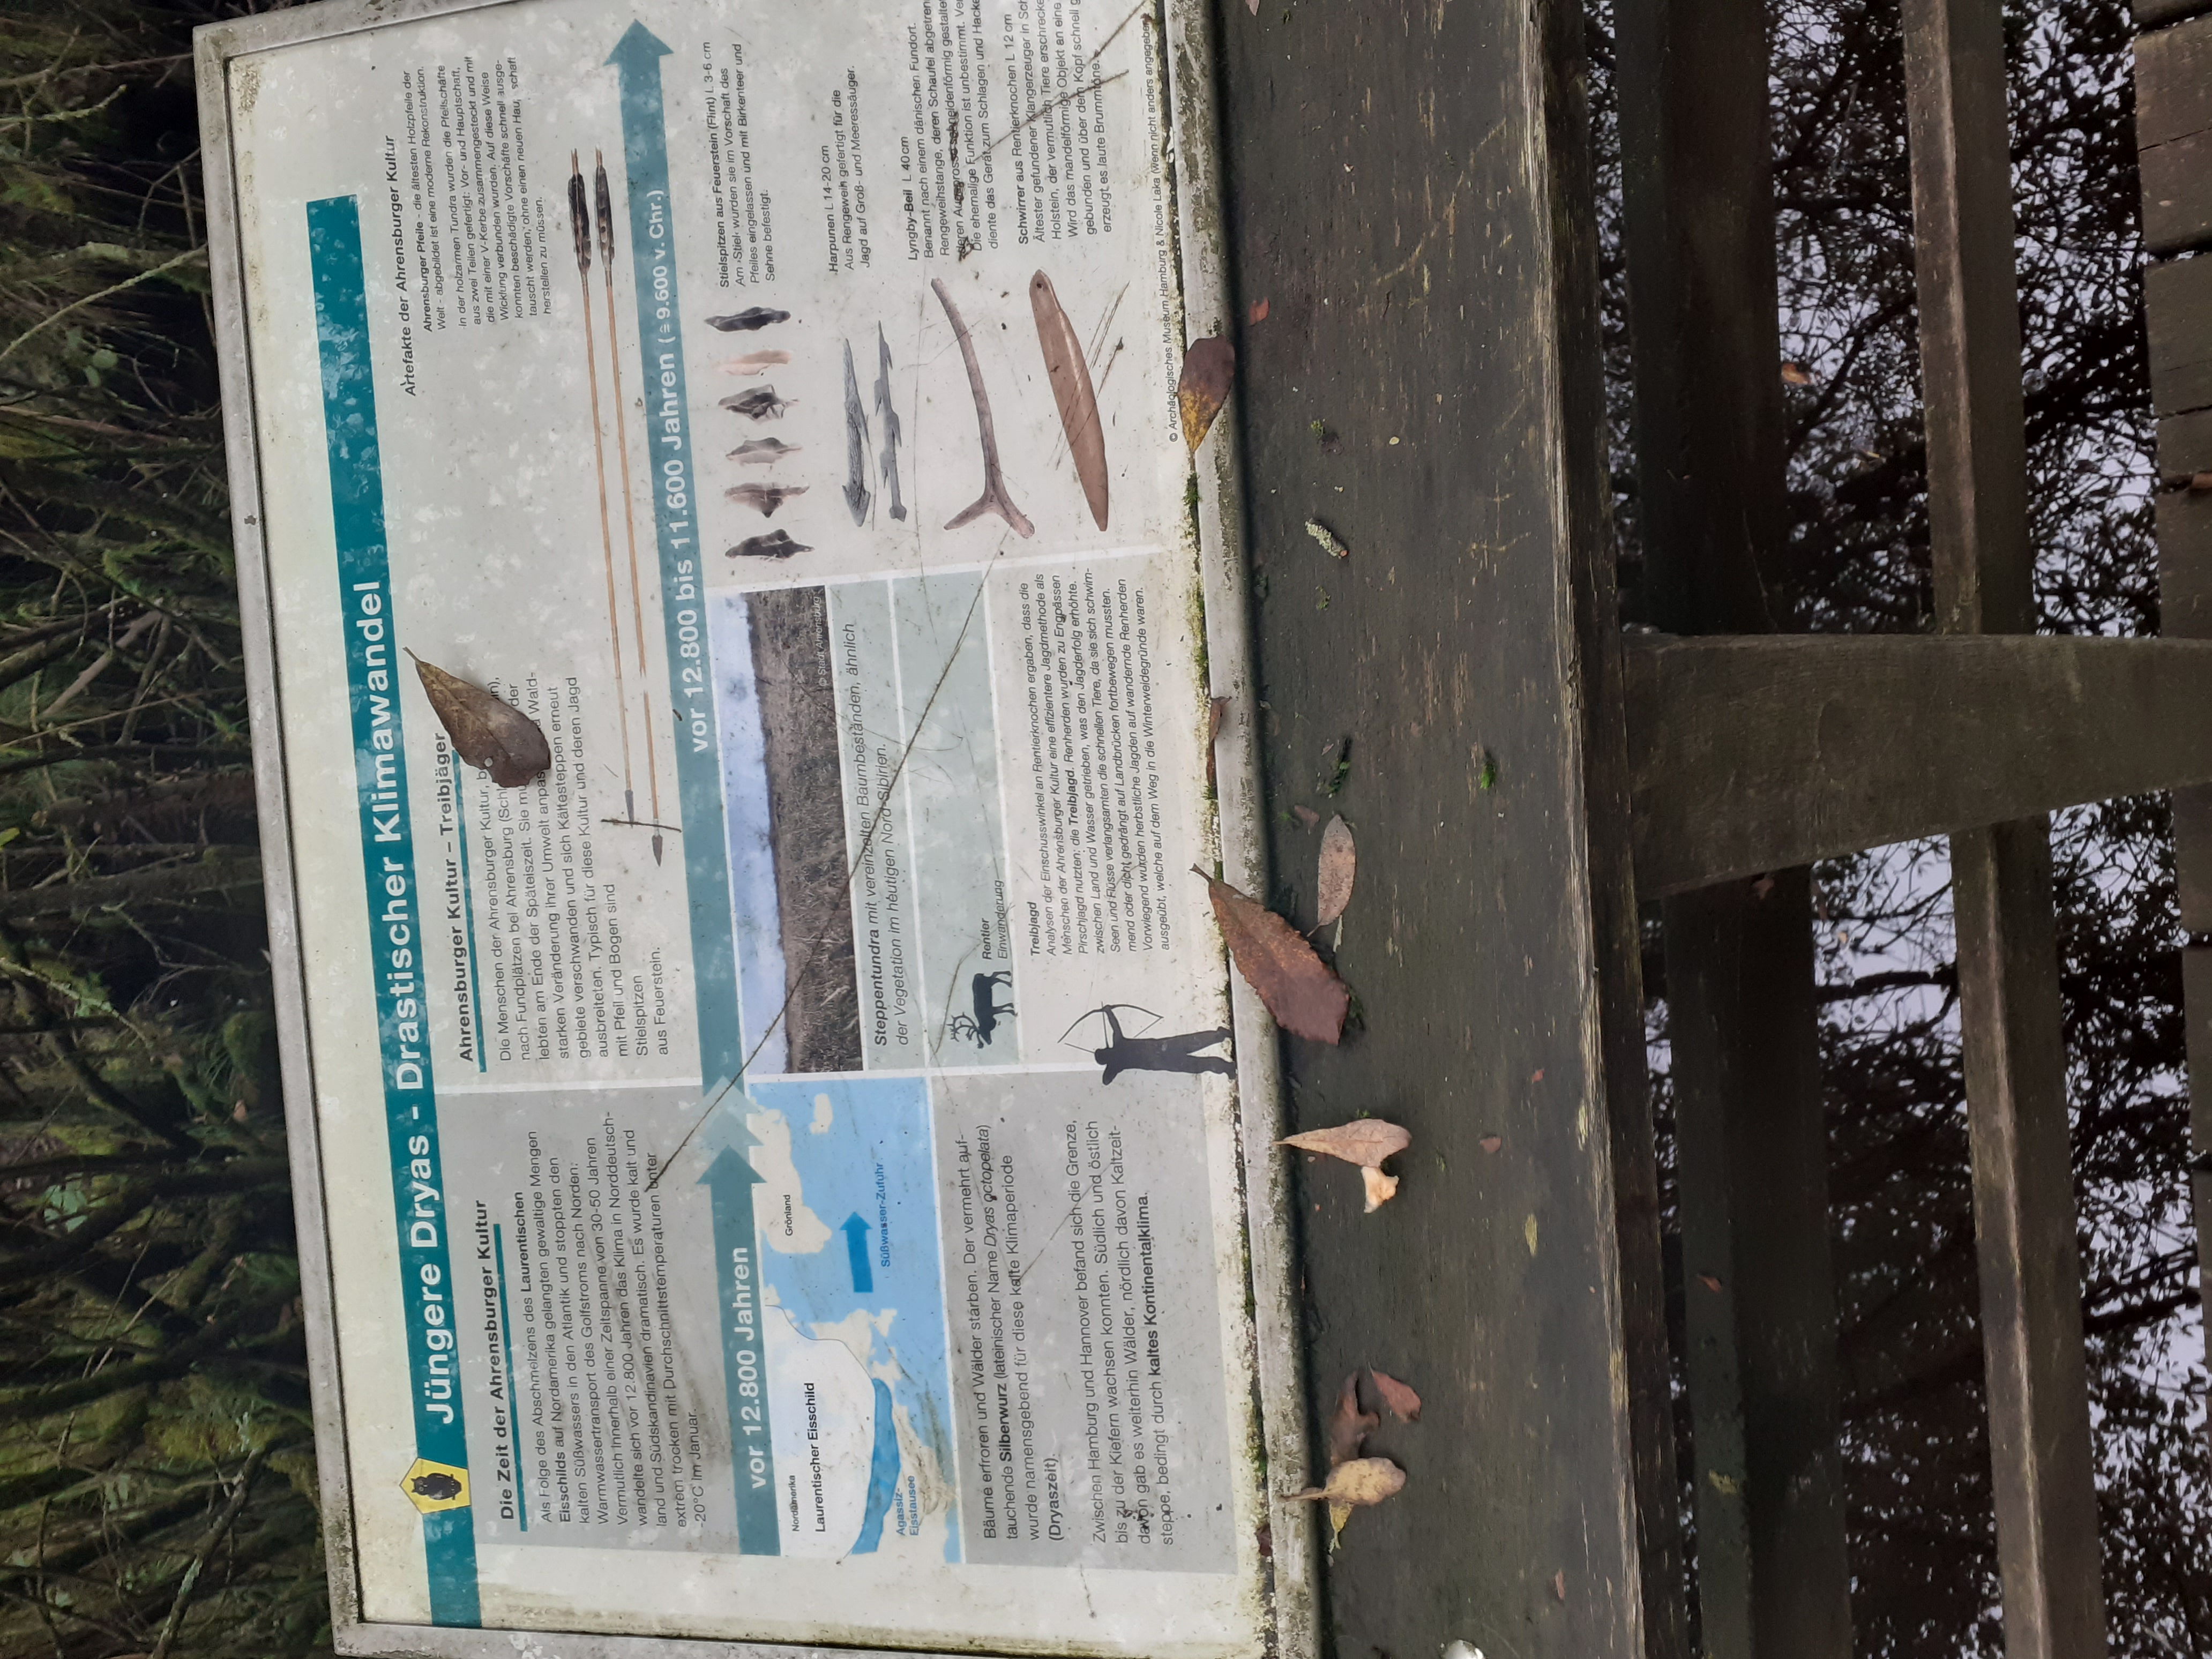 Jüngere Dryas - Drastischer Klimawandel
Die Zeit der Ahrensburger Kultur
Als Folge des Abschmelzens des Laurentischen
Eisschilds auf Nordamerika gelangten gewaltige Mengen
kalten Süßwassers in den Atlantik und stoppten den
Warmwassertransport des Golfstroms nach Norden.
Vermutlich innerhalb einer Zeitspanne von 30-50 Jahren
wandelte sich vor 12.800 Jahren das Klima in Norddeutsch-
land und Südskandinavien dramatisch. Es wurde kalt und
extrem trocken mit Durchschnittstemperaturen unter
-20°C im Januar.
vor 12.800 Jahren
Nordamerika
Laurentischer Eisschild
Grönland
Süßwasser-Zufuhr
Agassiz-
Eisstausee
Bäume erfroren und Wälder starben. Der vermehrt auf-
tauchende Silberwurz (lateinischer Name Dryas octopelata)
wurde namensgebend für diese kalte Klimaperiode
(Dryaszeit).
Zwischen Hamburg und Hannover befand sich die Grenze,
bis zu der Kiefern wachsen konnten. Südlich und östlich
davon gab es weiterhin Wälder, nördlich davon Kaltzeit-
steppe, bedingt durch kaltes Kontinentalklima.
Ahrensburger Kultur – Treibjäger
Die Menschen der Ahrensburger Kultur,
nach Fundplätzen bei Ahrensburg
lebten am Ende der Späteiszeit. Sie der
starken Veränderung ihrer Umwelt Wald-
gebiete verschwanden und sich Kältesteppen erneut
ausbreiteten. Typisch für diese Kultur und deren Jagd
mit Pfeil und Bogen sind
Stielspitzen
aus Feuerstein.
vor 12.800 bis 11.600 Jahren (≙ 9.600 v. Chr.)
© Stadt Ahrensburg
Steppentundra mit vereinzelten Baumbeständen, ähnlich
der Vegetation im heutigen Nord-Sibirien.
Rentier
Einwanderung
Treibjagd
Analysen der Einschusswinkel an Rentierknochen ergaben, dass die
Menschen der Ahrensburger Kultur eine effizientere Jagdmethode als
Pirschjagd nutzten: die Treibjagd. Renherden wurden zu Engpässen
zwischen Land und Wasser getrieben, was den Jagderfolg erhöhte.
Seen und Flüsse verlangsamten die schnellen Tiere, da sie sich schwim-
mend oder dicht gedrängt auf Landbrücken fortbewegen mussten.
Vorwiegend wurden herbstliche Jagden auf wandernde Renherden
ausgeübt, welche auf dem Weg in die Winterweidegründe waren.
Artefakte der Ahrensburger Kultur
Ahrensburger Pfeile - die ältesten Holzpfeile der
Welt - abgebildet ist eine moderne Rekonstruktion.
In der holzarmen Tundra wurden die Pfeilschäfte
aus zwei Teilen gefertigt: Vor- und Hauptschaft,
die mit einer V-Kerbe zusammengesteckt und mit
Wicklung verbunden wurden. Auf diese Weise
konnten beschädigte Vorschäfte schnell ausge-
tauscht werden, ohne einen neuen Hauptschaft
herstellen zu müssen.
Stielspitzen aus Feuerstein (Flint) L 3-6 cm
Am ›Stiel‹ wurden sie im Vorschaft des
Pfeiles eingelassen und mit Birkenteer und
Sehne befestigt.
Harpunen L 14-20 cm
Aus Rengeweih gefertigt für die
Jagd auf Groß- und Meeressäuger.
Lyngby-Beil L 40 cm
Benannt nach einem dänischen Fundort.
Rengeweihstange, deren Schaufel abgetren
deren Augsprosse schneidenförmig gestaltet
Die ehemalige Funktion ist unbestimmt.
diente das Gerät zum Schlagen und
Schwirrer aus Rentierknochen L 12 cm
Ältester gefundener Klangerzeuger in
Holstein, der vermutlich Tiere
Wird das mandelförmige Objekt an
gebunden und über dem Kopf schnell
erzeugt es laute Brummtöne.
© Archäologisches Museum Hamburg & Nicole Laka (wenn nicht anders angegeben)